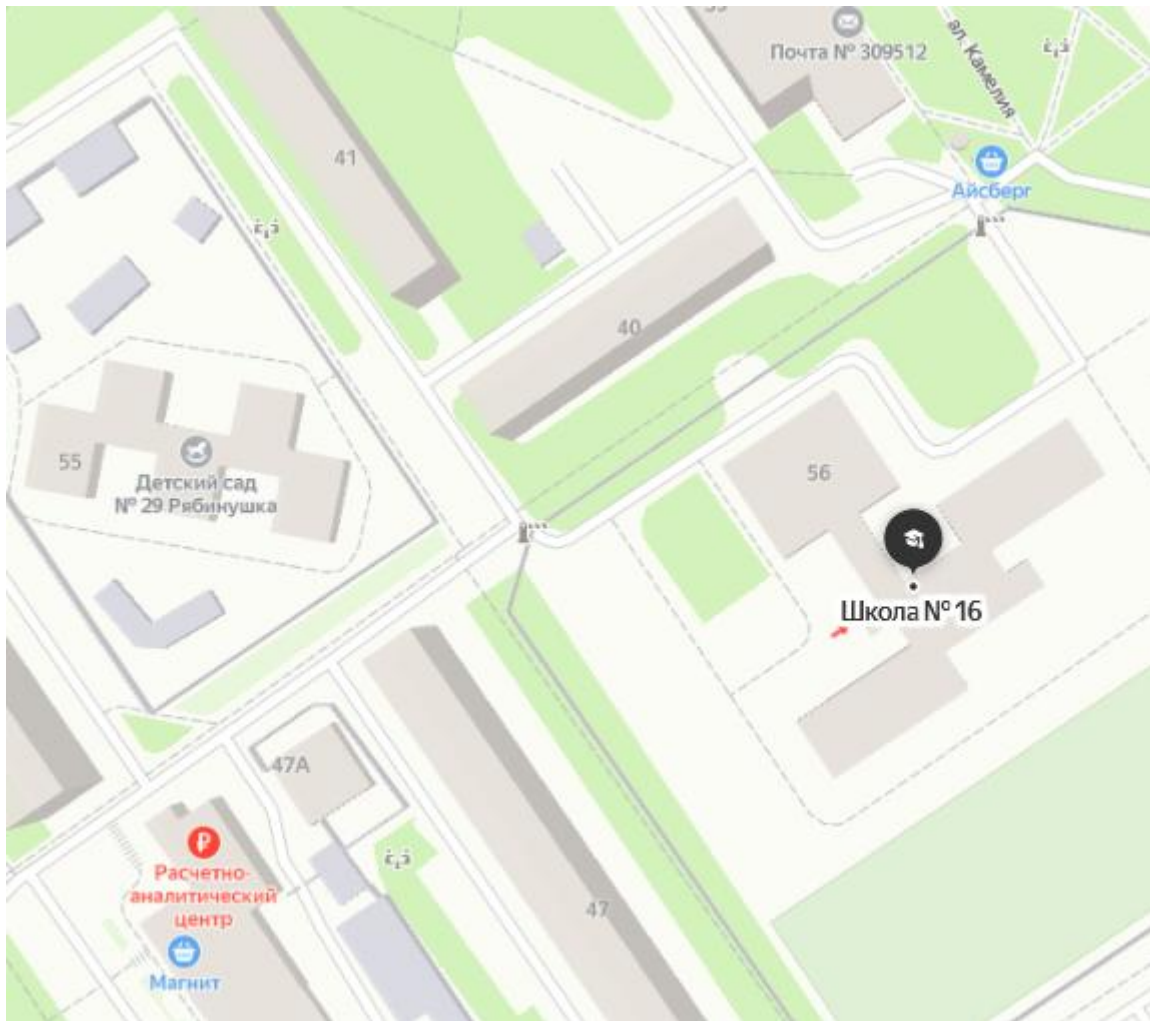 39
Почта № 309512
ал. Камелия
41
Айсберг
40
55
Детский сад
№ 29 Рябинушка
56
Школа № 16
47А
Расчетно-
аналитический
центр
47
Магнит